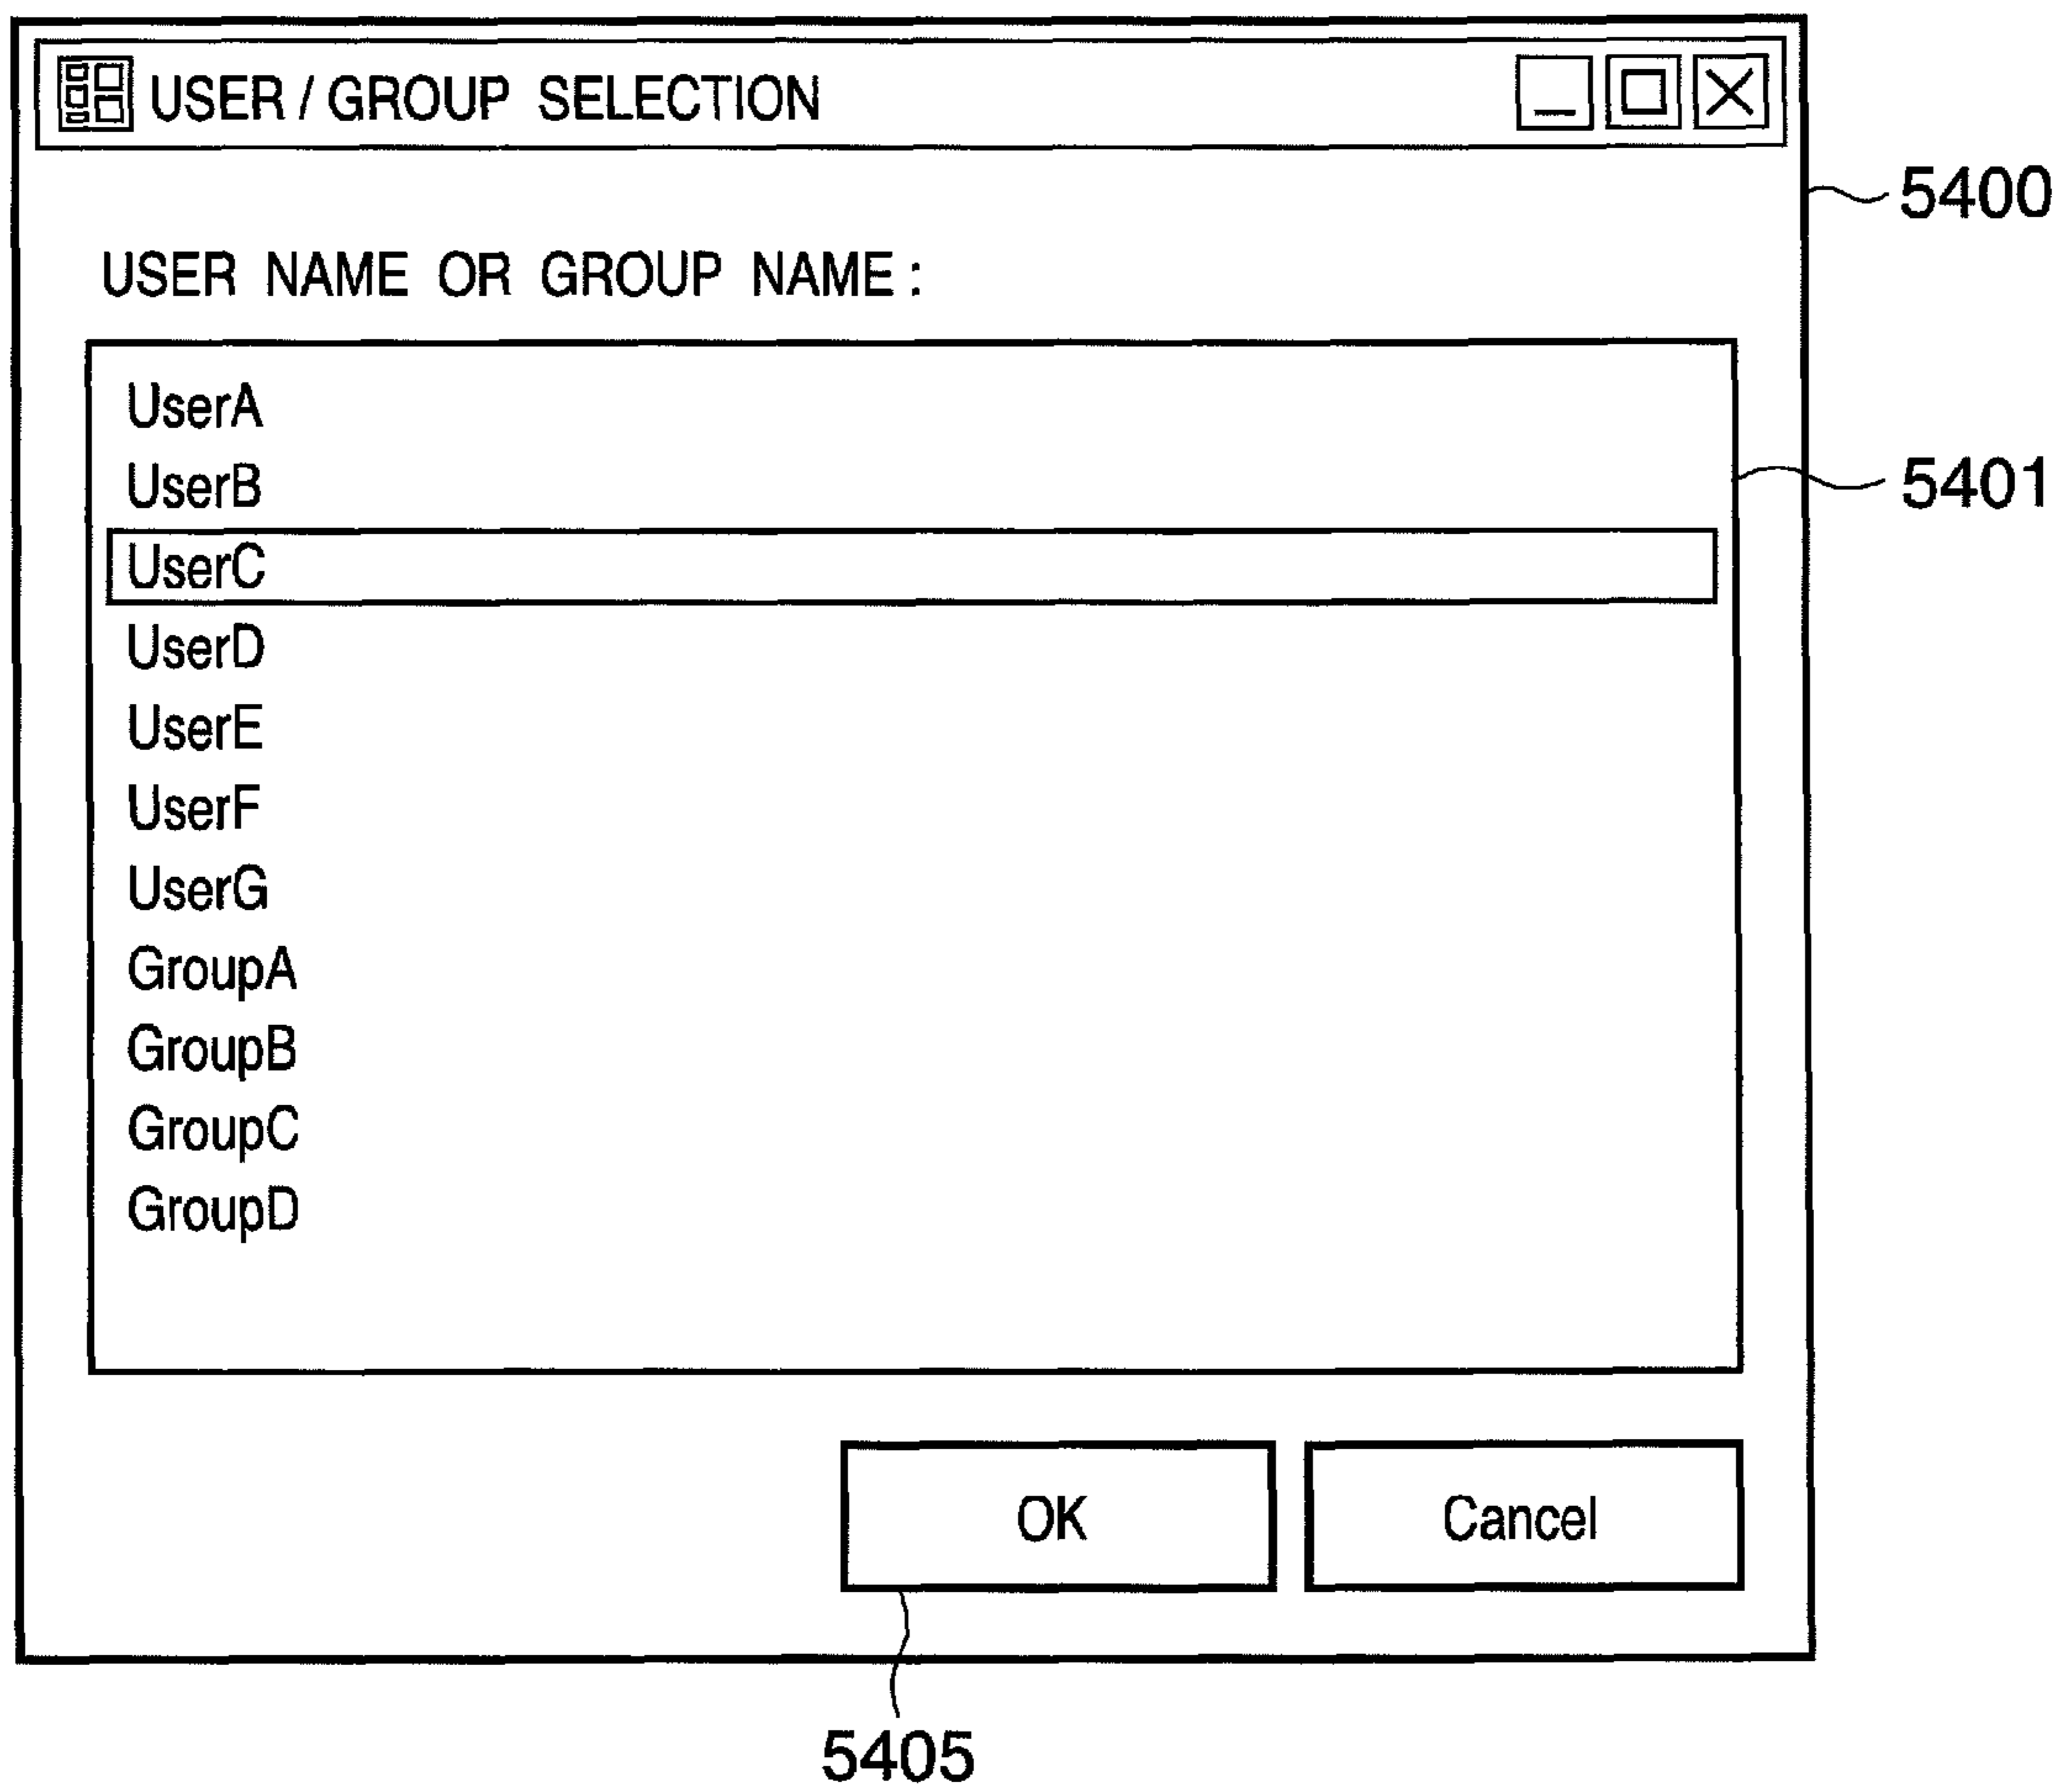 USER / GROUP SELECTION
5400
USER NAME OR GROUP NAME :
UserA
UserB
5401
UserC
UserD
UserE
UserF
UserG
GroupA
GroupB
GroupC
GroupD
OK Cancel
5405